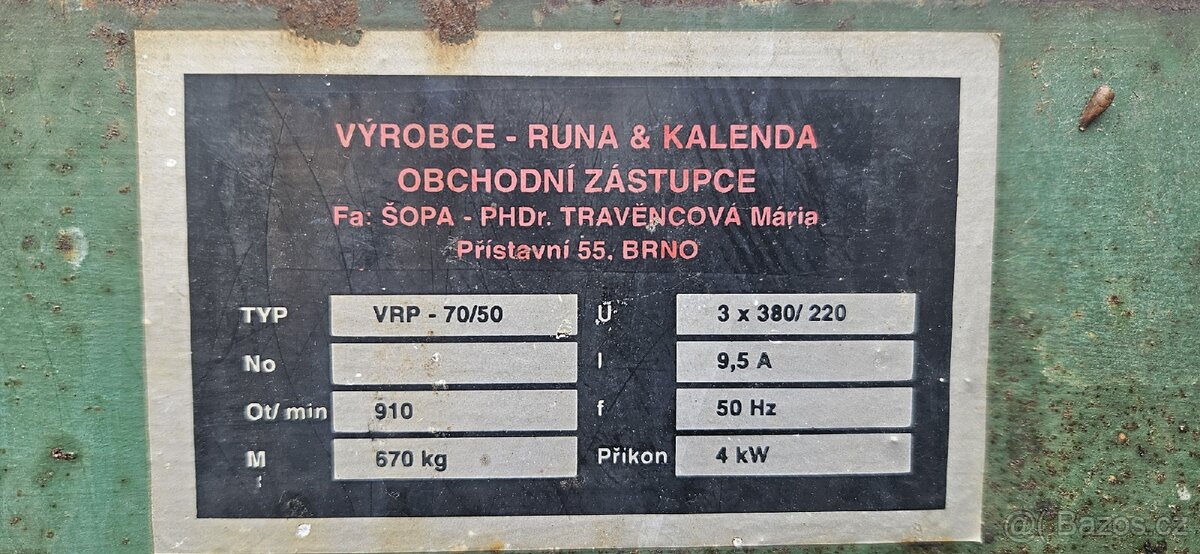 VÝROBCE - RUNA & KALENDA
OBCHODNÍ ZÁSTUPCE
Fa: ŠOPA - PHDr. TRAVĚNCOVÁ Mária
Přístavní 55, BRNO
TYP VRP - 70/50 U 3 x 380/ 220
No I 9,5 A
Ot/ min 910 f 50 Hz
M 670 kg Příkon 4 kW
@( Bazos.cz